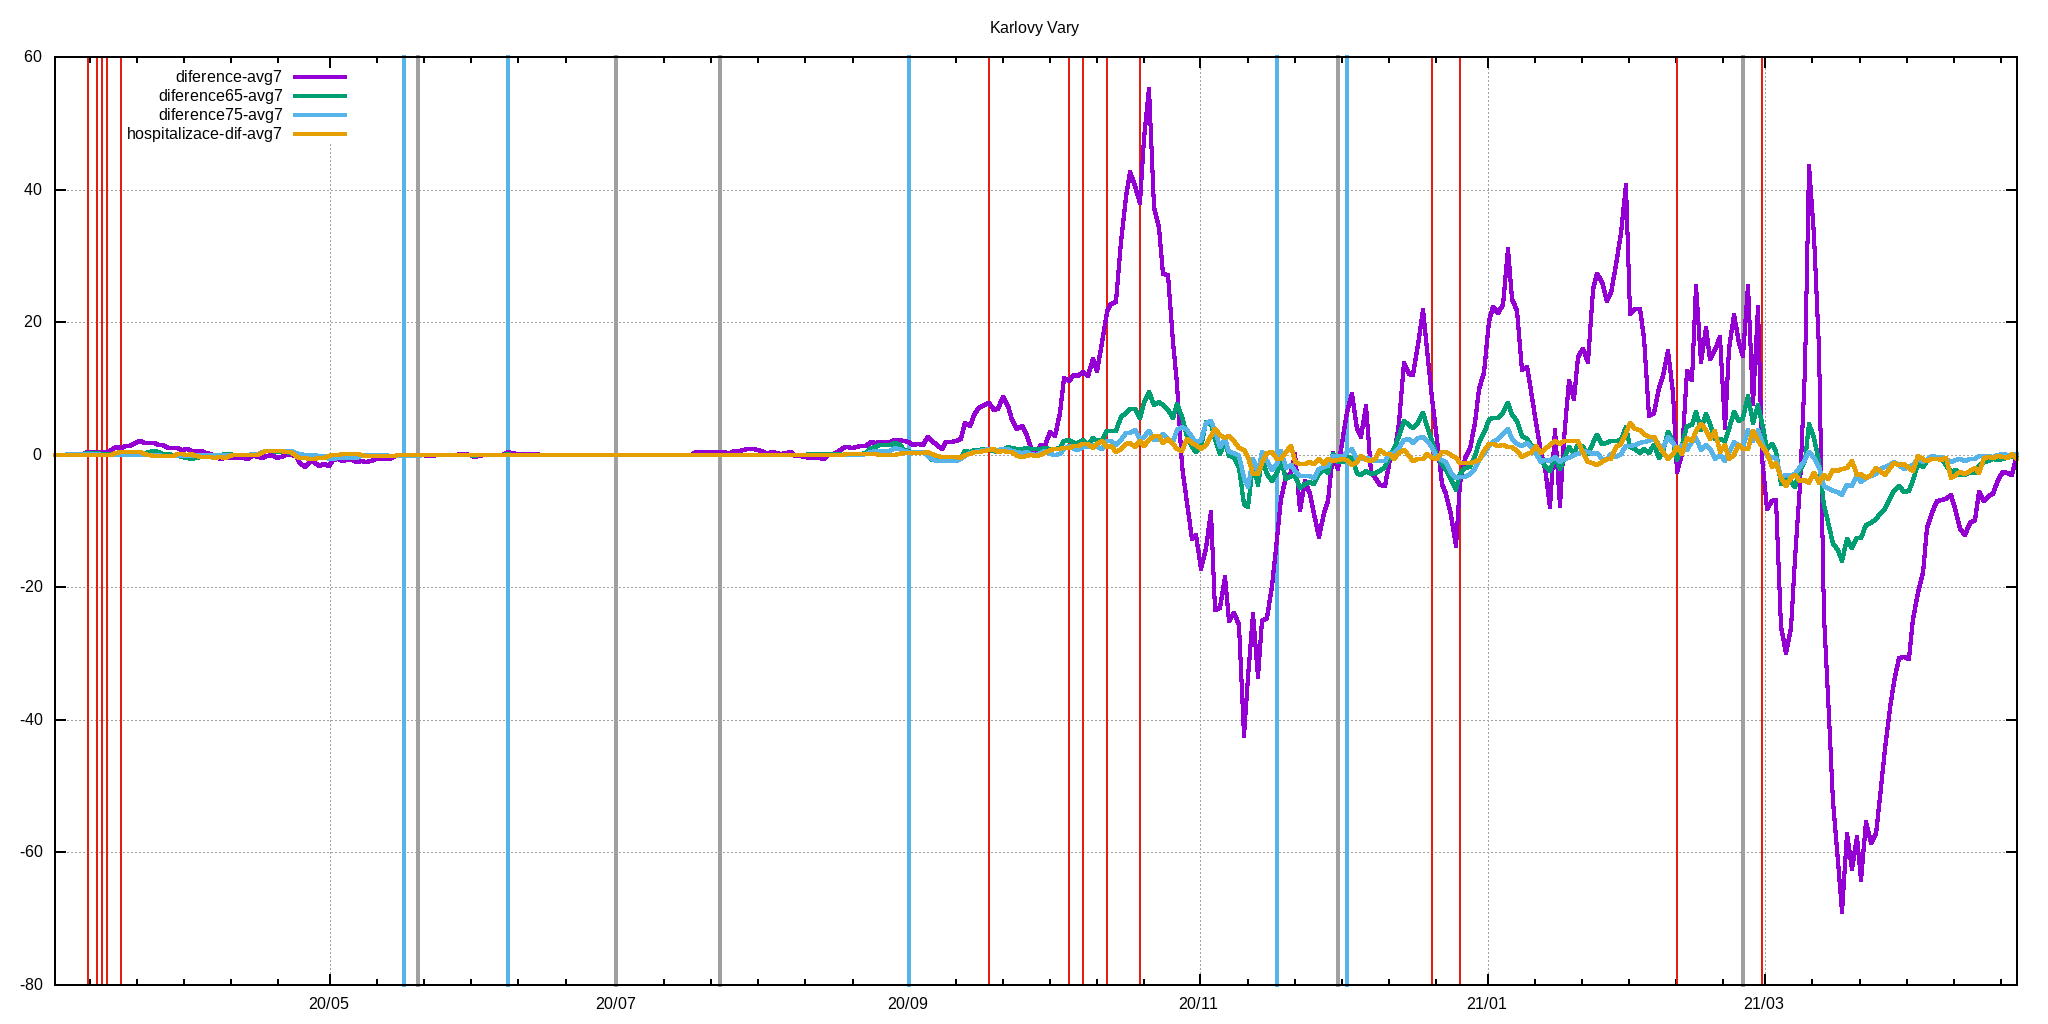 Karlovy Vary
60
diference-avg7
diference65-avg7
diference75-avg7
hospitalizace-dif-avg7
40
20
0
-20
-40
-60
-80
20/05 20/07 20/09 20/11 21/01 21/03